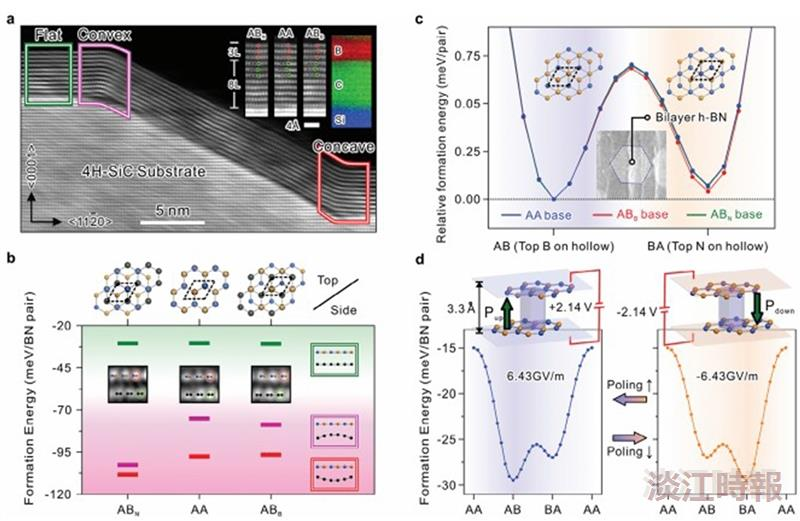 a
Flat
Convex
AB_N
AA
AB_B
3L
8L
4Å
B
C
Si
4H-SiC Substrate
Concave
<0001>
<11-20>
5 nm
b
Top
Side
Formation Energy (meV/BN pair)
-20
-45
-70
-95
-120
AB_N
AA
AB_B
c
Relative formation energy (meV/pair)
0.75
0.05
0.25
0.00
Bilayer h-BN
AA base
AB_B base
AB_N base
AB (Top B on hollow)
BA (Top N on hollow)
d
3.3Å
P_up
+2.14 V
-2.14 V
P_down
Formation Energy (meV/BN pair)
-15
-20
-25
-30
6.43GV/m
Poling ↑
Poling ↓
-6.43GV/m
AA
AB
BA
AA
AA
AB
BA
AA
淡江時報